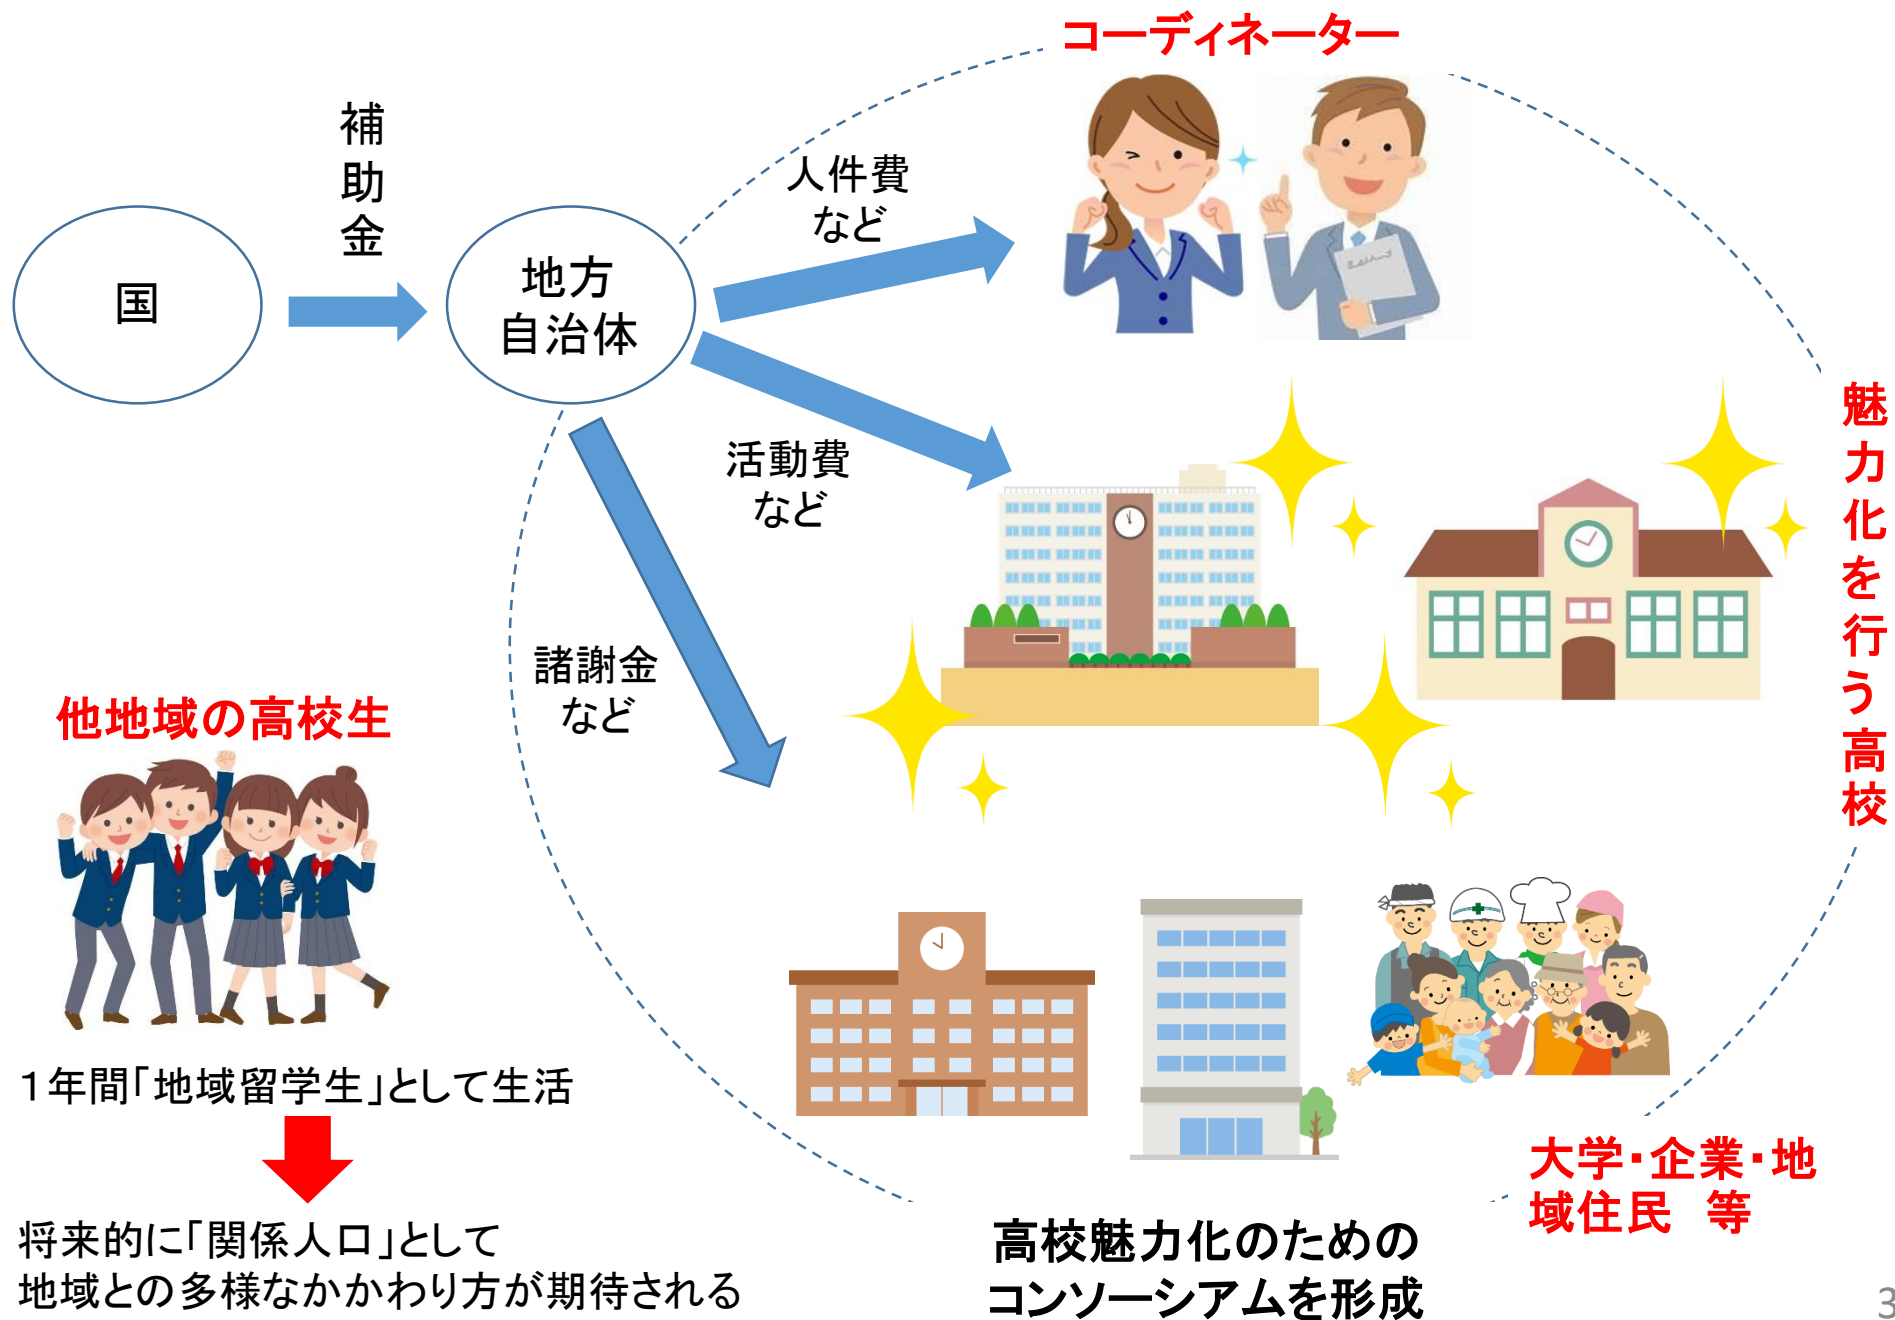 コーディネーター
補助金
人件費
など
国
地方
自治体
活動費
など
魅力化を行う高校
諸謝金
など
他地域の高校生
１年間「地域留学生」として生活
将来的に「関係人口」として
地域との多様なかかわり方が期待される
大学・企業・地
域住民　等
高校魅力化のための
コンソーシアムを形成
3